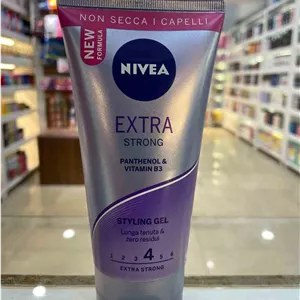 NON SECCA I CAPELLI
NEW
FORMULA
NIVEA
EXTRA
STRONG
PANTHENOL &
VITAMIN B3
STYLING GEL
Lunga tenuta &
zero residui
1 2 3 4 5 6
EXTRA STRONG